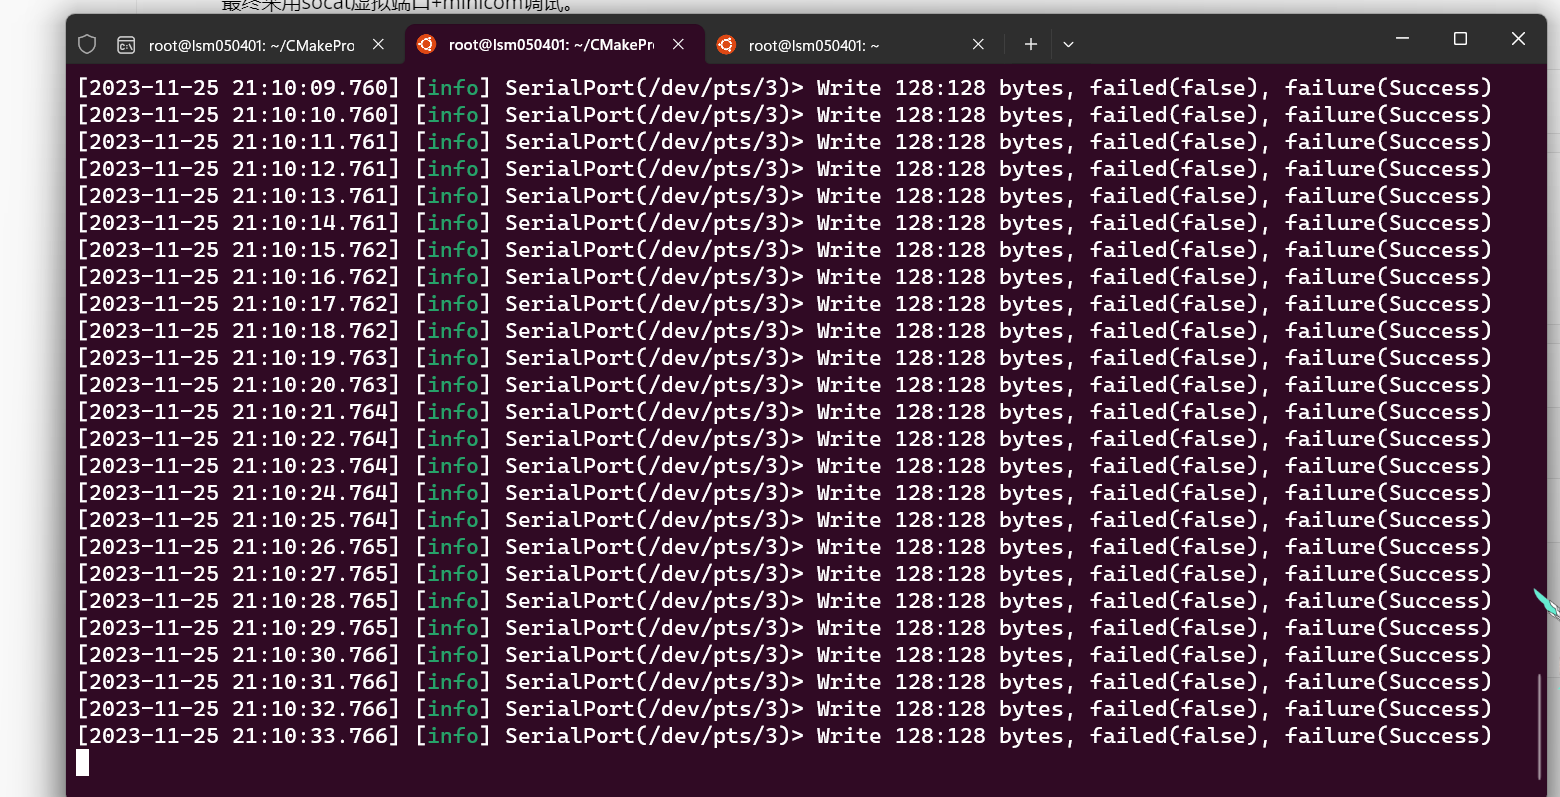 最终采用socat虚拟端口+minicom调试。
root@lsm050401: ~/CMakePro
root@lsm050401: ~/CMakePr
root@lsm050401: ~
[2023-11-25 21:10:09.760] [info] SerialPort(/dev/pts/3)> Write 128:128 bytes, failed(false), failure(Success)
[2023-11-25 21:10:10.760] [info] SerialPort(/dev/pts/3)> Write 128:128 bytes, failed(false), failure(Success)
[2023-11-25 21:10:11.761] [info] SerialPort(/dev/pts/3)> Write 128:128 bytes, failed(false), failure(Success)
[2023-11-25 21:10:12.761] [info] SerialPort(/dev/pts/3)> Write 128:128 bytes, failed(false), failure(Success)
[2023-11-25 21:10:13.761] [info] SerialPort(/dev/pts/3)> Write 128:128 bytes, failed(false), failure(Success)
[2023-11-25 21:10:14.761] [info] SerialPort(/dev/pts/3)> Write 128:128 bytes, failed(false), failure(Success)
[2023-11-25 21:10:15.762] [info] SerialPort(/dev/pts/3)> Write 128:128 bytes, failed(false), failure(Success)
[2023-11-25 21:10:16.762] [info] SerialPort(/dev/pts/3)> Write 128:128 bytes, failed(false), failure(Success)
[2023-11-25 21:10:17.762] [info] SerialPort(/dev/pts/3)> Write 128:128 bytes, failed(false), failure(Success)
[2023-11-25 21:10:18.762] [info] SerialPort(/dev/pts/3)> Write 128:128 bytes, failed(false), failure(Success)
[2023-11-25 21:10:19.763] [info] SerialPort(/dev/pts/3)> Write 128:128 bytes, failed(false), failure(Success)
[2023-11-25 21:10:20.763] [info] SerialPort(/dev/pts/3)> Write 128:128 bytes, failed(false), failure(Success)
[2023-11-25 21:10:21.764] [info] SerialPort(/dev/pts/3)> Write 128:128 bytes, failed(false), failure(Success)
[2023-11-25 21:10:22.764] [info] SerialPort(/dev/pts/3)> Write 128:128 bytes, failed(false), failure(Success)
[2023-11-25 21:10:23.764] [info] SerialPort(/dev/pts/3)> Write 128:128 bytes, failed(false), failure(Success)
[2023-11-25 21:10:24.764] [info] SerialPort(/dev/pts/3)> Write 128:128 bytes, failed(false), failure(Success)
[2023-11-25 21:10:25.764] [info] SerialPort(/dev/pts/3)> Write 128:128 bytes, failed(false), failure(Success)
[2023-11-25 21:10:26.765] [info] SerialPort(/dev/pts/3)> Write 128:128 bytes, failed(false), failure(Success)
[2023-11-25 21:10:27.765] [info] SerialPort(/dev/pts/3)> Write 128:128 bytes, failed(false), failure(Success)
[2023-11-25 21:10:28.765] [info] SerialPort(/dev/pts/3)> Write 128:128 bytes, failed(false), failure(Success)
[2023-11-25 21:10:29.765] [info] SerialPort(/dev/pts/3)> Write 128:128 bytes, failed(false), failure(Success)
[2023-11-25 21:10:30.766] [info] SerialPort(/dev/pts/3)> Write 128:128 bytes, failed(false), failure(Success)
[2023-11-25 21:10:31.766] [info] SerialPort(/dev/pts/3)> Write 128:128 bytes, failed(false), failure(Success)
[2023-11-25 21:10:32.766] [info] SerialPort(/dev/pts/3)> Write 128:128 bytes, failed(false), failure(Success)
[2023-11-25 21:10:33.766] [info] SerialPort(/dev/pts/3)> Write 128:128 bytes, failed(false), failure(Success)